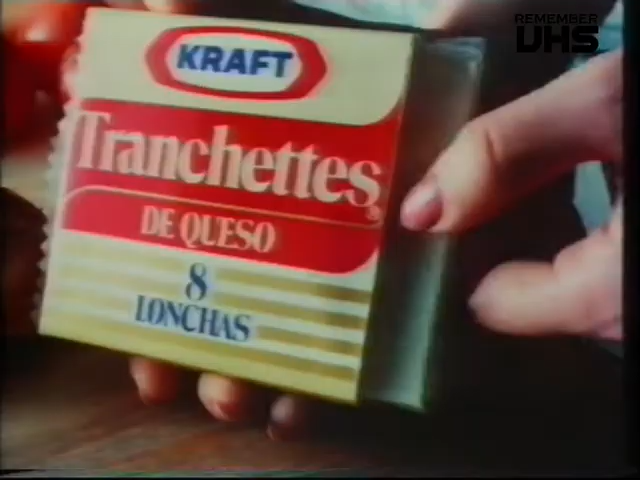 REMEMBER
VHS
KRAFT
Tranchettes®
DE QUESO
8
LONCHAS